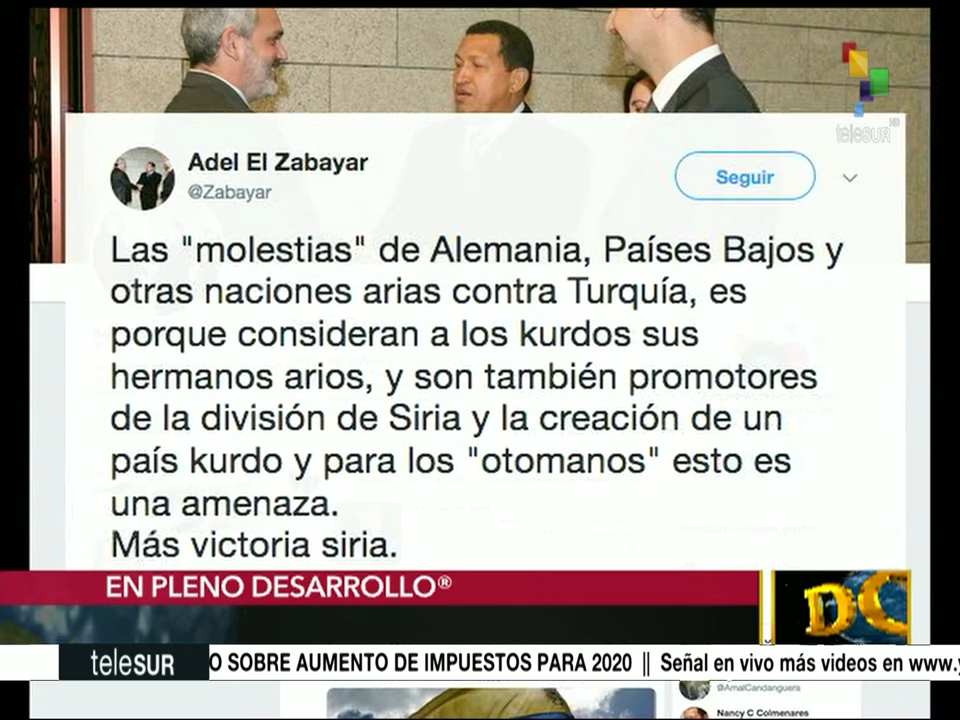 teleSUR HD
Adel El Zabayar
@Zabayar
Seguir
Las "molestias" de Alemania, Países Bajos y
otras naciones arias contra Turquía, es
porque consideran a los kurdos sus
hermanos arios, y son también promotores
de la división de Siria y la creación de un
país kurdo y para los "otomanos" esto es
una amenaza.
Más victoria siria.
EN PLENO DESARROLLO®
DC
teleSUR
O SOBRE AUMENTO DE IMPUESTOS PARA 2020 || Señal en vivo más videos en www.y
@AmalCandanguera
Nancy C Colmenares